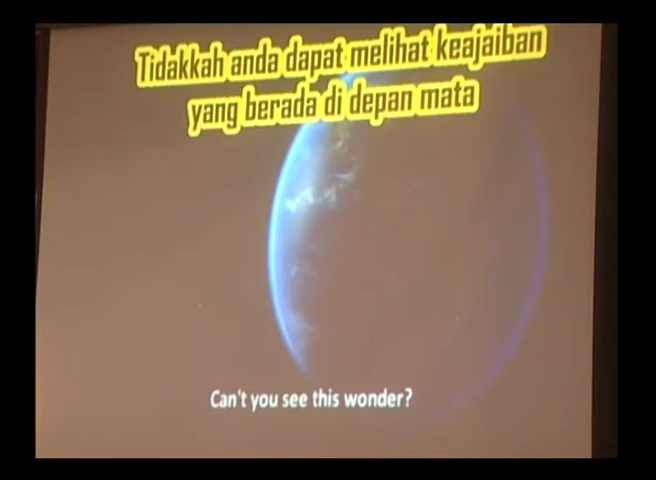 Tidakkah anda dapat melihat keajaiban
yang berada di depan mata
Can't you see this wonder?